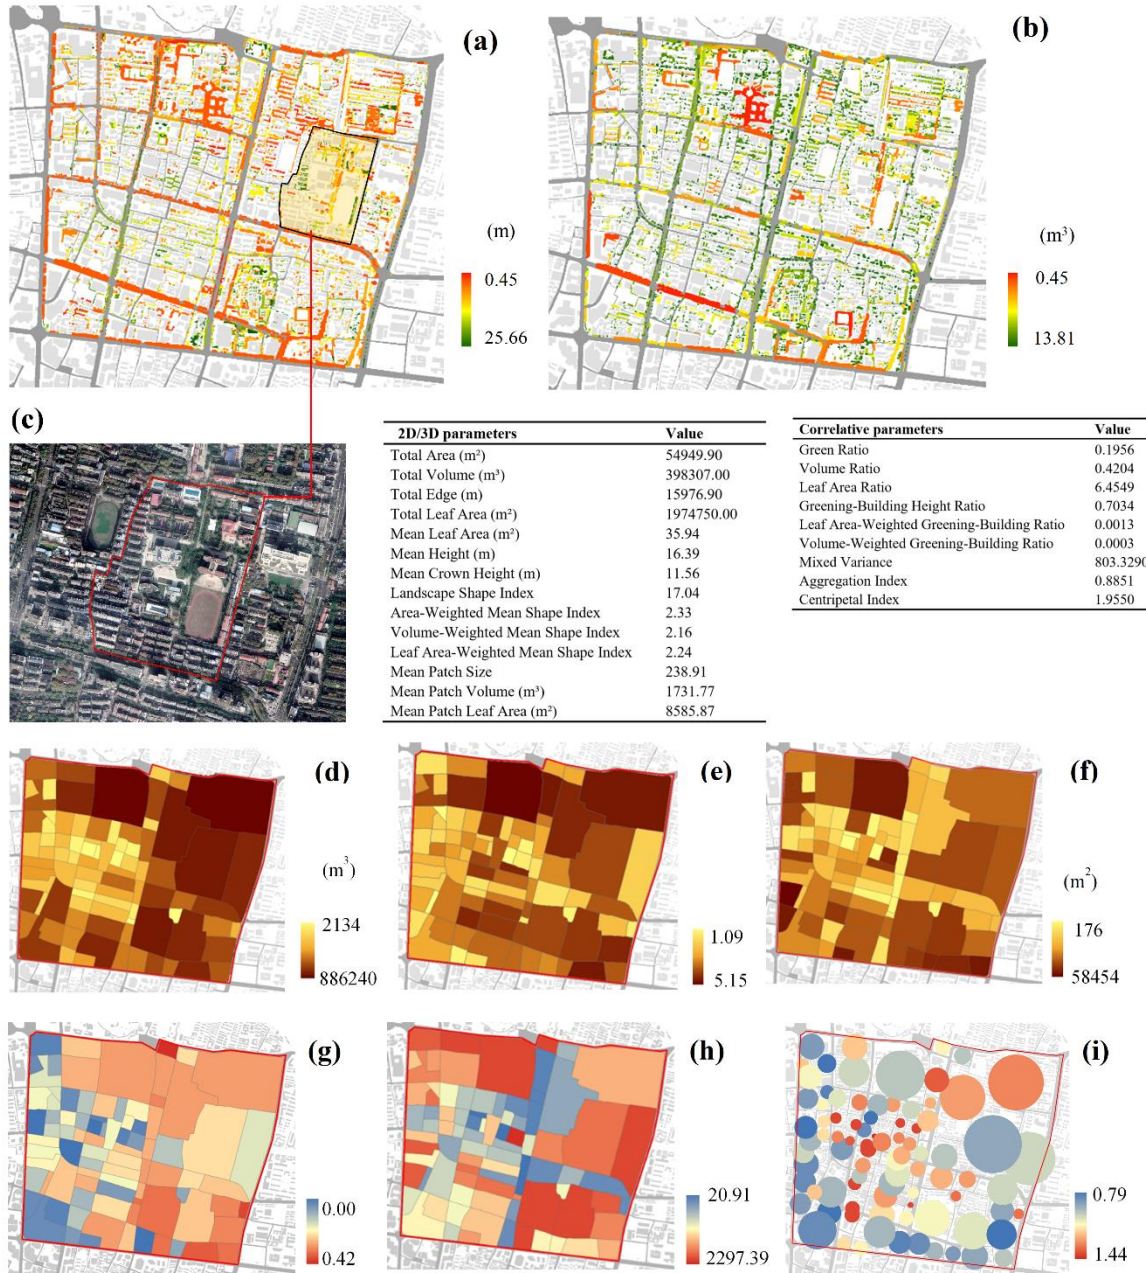 (a)
(b)
(m)
0.45
25.66
(m³)
0.45
13.81
(c)
2D/3D parameters Value
Total Area (m²) 54949.90
Total Volume (m³) 398307.00
Total Edge (m) 15976.90
Total Leaf Area (m²) 1974750.00
Mean Leaf Area (m²) 35.94
Mean Height (m) 16.39
Mean Crown Height (m) 11.56
Landscape Shape Index 17.04
Area-Weighted Mean Shape Index 2.33
Volume-Weighted Mean Shape Index 2.16
Leaf Area-Weighted Mean Shape Index 2.24
Mean Patch Size 238.91
Mean Patch Volume (m³) 1731.77
Mean Patch Leaf Area (m²) 8585.87
Correlative parameters Value
Green Ratio 0.1956
Volume Ratio 0.4204
Leaf Area Ratio 6.4549
Greening-Building Height Ratio 0.7034
Leaf Area-Weighted Greening-Building Ratio 0.0013
Volume-Weighted Greening-Building Ratio 0.0003
Mixed Variance 803.3290
Aggregation Index 0.8851
Centripetal Index 1.9550
(d)
(m³)
2134
886240
(e)
1.09
5.15
(f)
(m²)
176
58454
(g)
0.00
0.42
(h)
20.91
2297.39
(i)
0.79
1.44